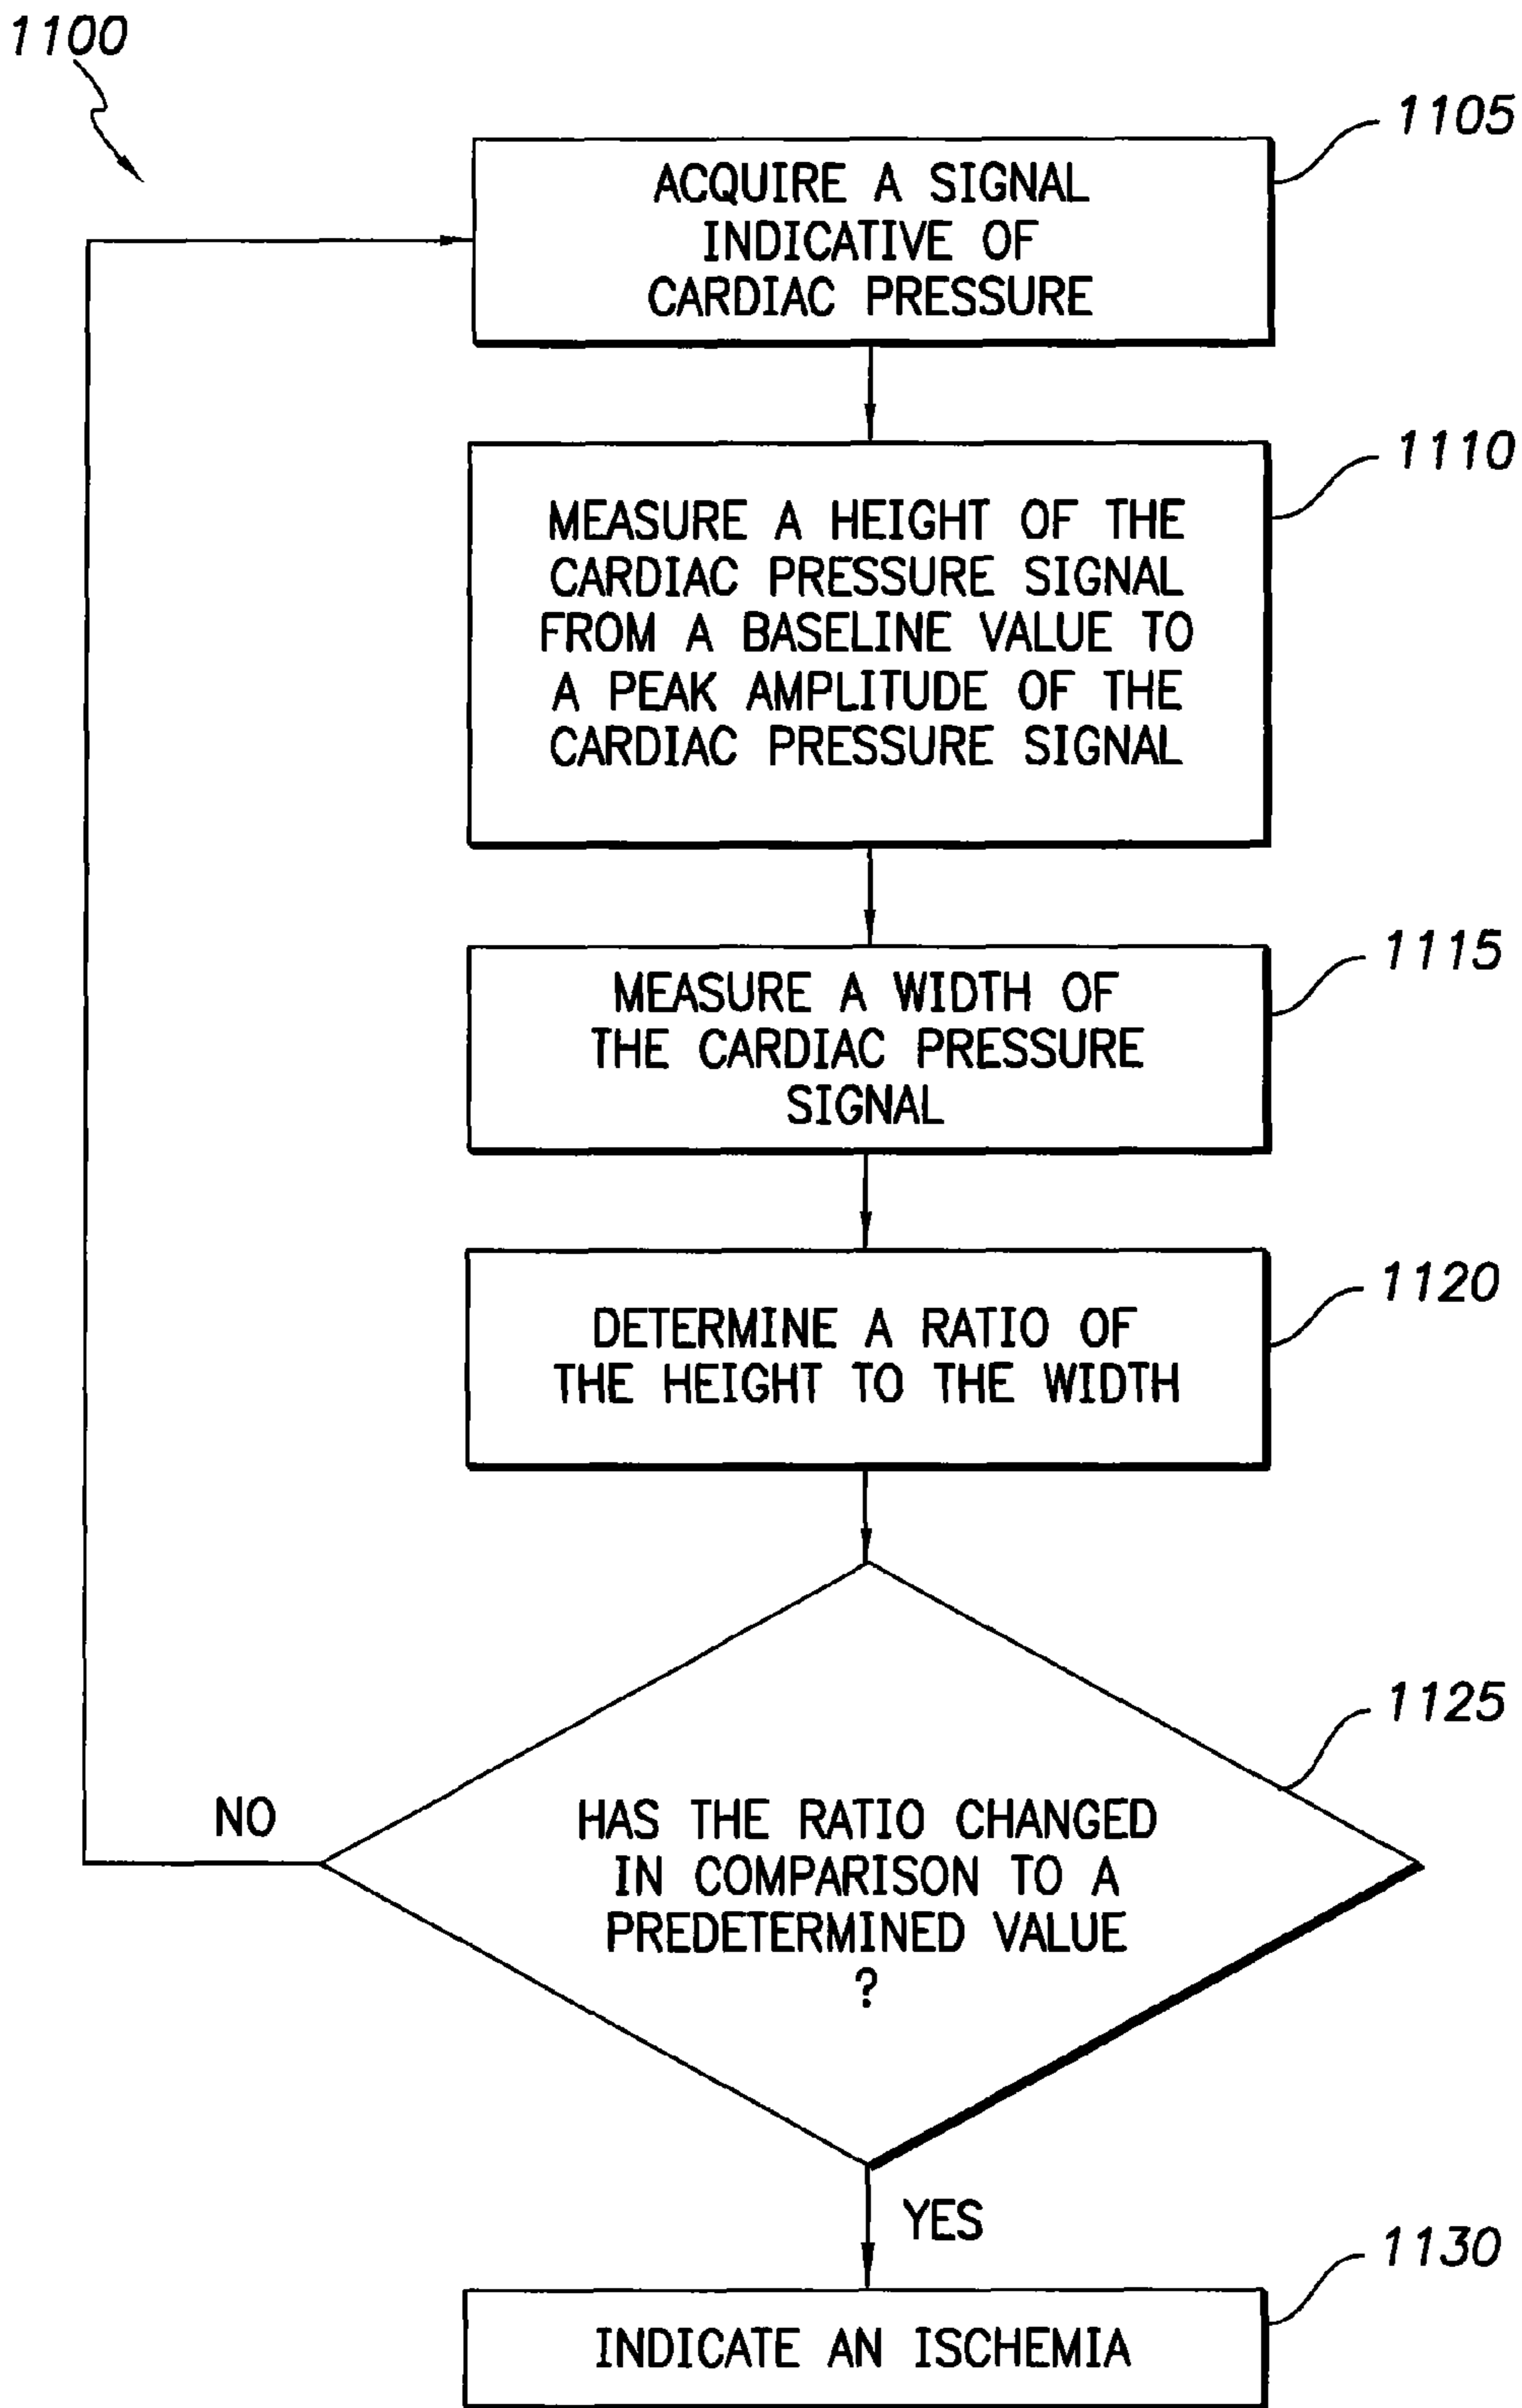 1100
1105
ACQUIRE A SIGNAL
INDICATIVE OF
CARDIAC PRESSURE
1110
MEASURE A HEIGHT OF THE
CARDIAC PRESSURE SIGNAL
FROM A BASELINE VALUE TO
A PEAK AMPLITUDE OF THE
CARDIAC PRESSURE SIGNAL
1115
MEASURE A WIDTH OF
THE CARDIAC PRESSURE
SIGNAL
1120
DETERMINE A RATIO OF
THE HEIGHT TO THE WIDTH
1125
NO
HAS THE RATIO CHANGED
IN COMPARISON TO A
PREDETERMINED VALUE
?
YES
1130
INDICATE AN ISCHEMIA